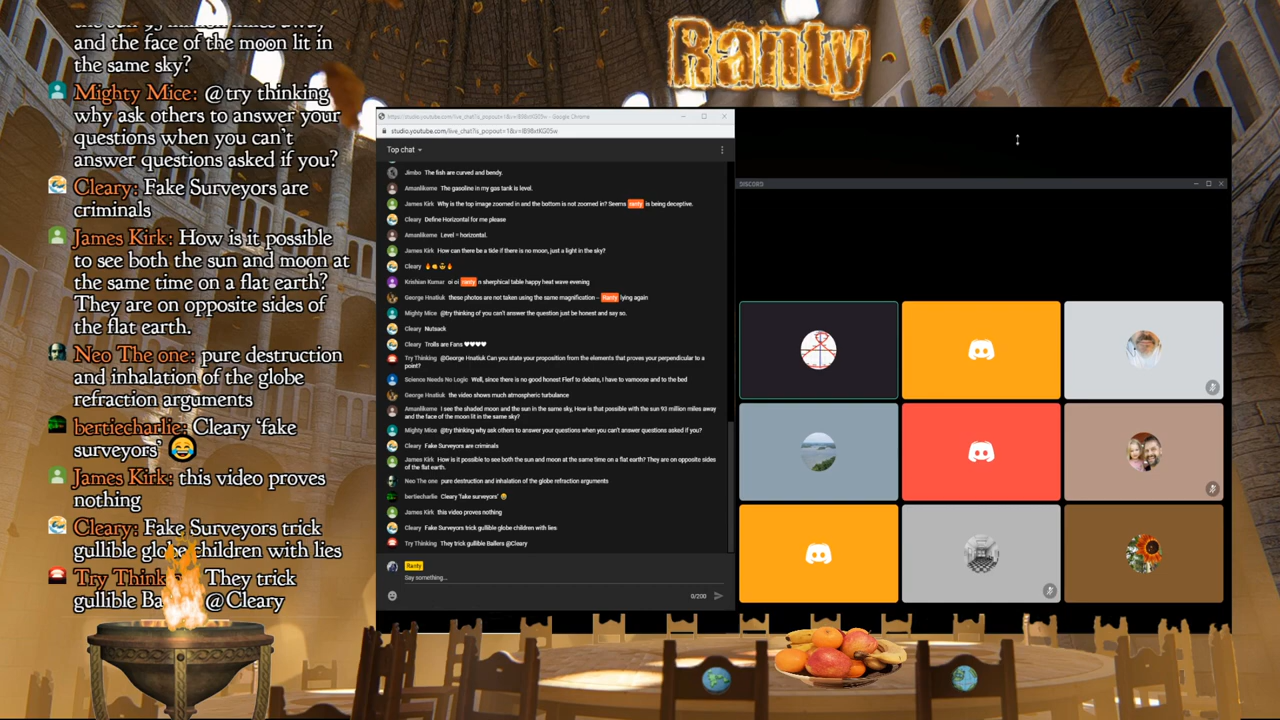 the sun 93 million miles away
and the face of the moon lit in
the same sky?
Mighty Mice: @try thinking
why ask others to answer your
questions when you can't
answer questions asked if you?
Cleary: Fake Surveyors are
criminals
James Kirk: How is it possible
to see both the sun and moon at
the same time on a flat earth?
They are on opposite sides of
the flat earth.
Neo The one: pure destruction
and inhalation of the globe
refraction arguments
bertiecharlie: Cleary 'fake
surveyors' 😂
James Kirk: this video proves
nothing
Cleary: Fake Surveyors trick
gullible globe children with lies
Try Think They trick
gullible Ba @Cleary
Ranty
studio.youtube.com/live_chat?is_popout=1&v=IB98xtKG05w
Top chat
Jimbo The fish are curved and bendy.
Amanlikeme The gasoline in my gas tank is level.
James Kirk Why is the top image zoomed in and the bottom is not zoomed in? Seems ranty is being deceptive.
Cleary Define Horizontal for me please
Amanlikeme Level = horizontal.
James Kirk How can there be a tide if there is no moon, just a light in the sky?
Cleary
Krishian Kumar oi oi ranty n sherphical table happy heat wave evening
George Hnatiuk these photos are not taken using the same magnification -- Ranty lying again
Mighty Mice @try thinking of you can't answer the question just be honest and say so.
Cleary Nutsack
Cleary Trolls are Fans ♥♥♥♥
Try Thinking @George Hnatiuk Can you state your proposition from the elements that proves your perpendicular to a
point?
Science Needs No Logic Well, since there is no good honest Flerf to debate, I have to vamoose and to the bed
George Hnatiuk the video shows much atmospheric turbulance
Amanlikeme I see the shaded moon and the sun in the same sky, How is that possible with the sun 93 million miles away
and the face of the moon lit in the same sky?
Mighty Mice @try thinking why ask others to answer your questions when you can't answer questions asked if you?
Cleary Fake Surveyors are criminals
James Kirk How is it possible to see both the sun and moon at the same time on a flat earth? They are on opposite sides of
the flat earth.
Neo The one pure destruction and inhalation of the globe refraction arguments
bertiecharlie Cleary 'fake surveyors' 😂
James Kirk this video proves nothing
Cleary Fake Surveyors trick gullible globe children with lies
Try Thinking They trick gullible Ballers @Cleary
Ranty
Say something...
0/200
DISCORD